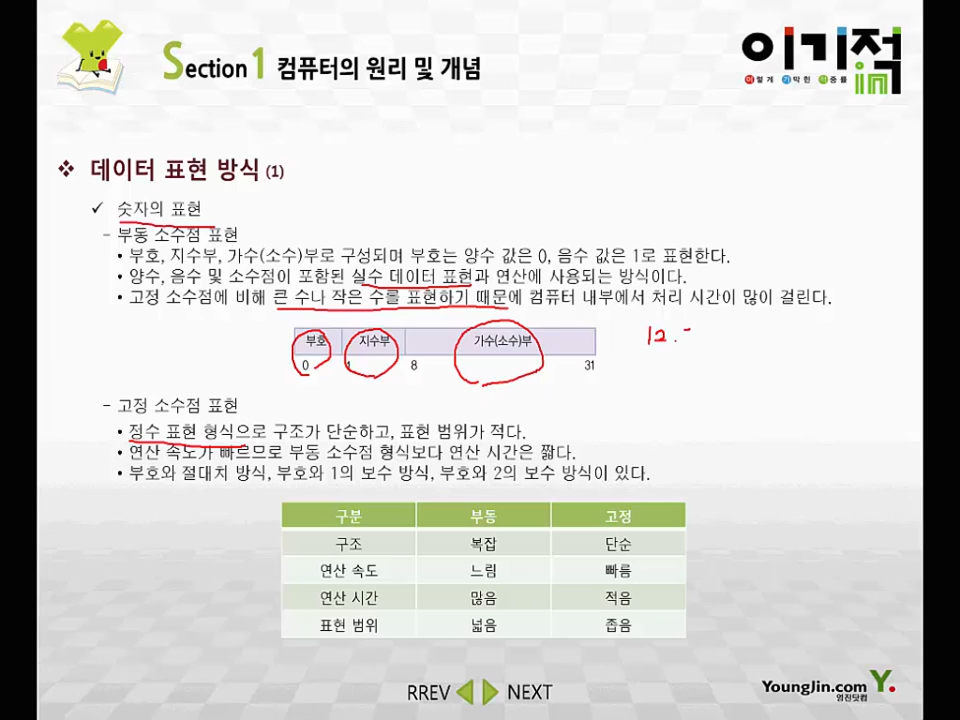 Section 1 컴퓨터의 원리 및 개념
이기적in
이렇게 기막힌 적중률
❖ 데이터 표현 방식 (1)
✓ 숫자의 표현
- 부동 소수점 표현
• 부호, 지수부, 가수(소수)부로 구성되며 부호는 양수 값은 0, 음수 값은 1로 표현한다.
• 양수, 음수 및 소수점이 포함된 실수 데이터 표현과 연산에 사용되는 방식이다.
• 고정 소수점에 비해 큰 수나 작은 수를 표현하기 때문에 컴퓨터 내부에서 처리 시간이 많이 걸린다.
부호 지수부 가수(소수)부
12.
0 1 8 31
- 고정 소수점 표현
• 정수 표현 형식으로 구조가 단순하고, 표현 범위가 적다.
• 연산 속도가 빠르므로 부동 소수점 형식보다 연산 시간은 짧다.
• 부호와 절대치 방식, 부호와 1의 보수 방식, 부호와 2의 보수 방식이 있다.
구분 부동 고정
구조 복잡 단순
연산 속도 느림 빠름
연산 시간 많음 적음
표현 범위 넓음 좁음
RREV NEXT
YoungJin.com Y.
영진닷컴